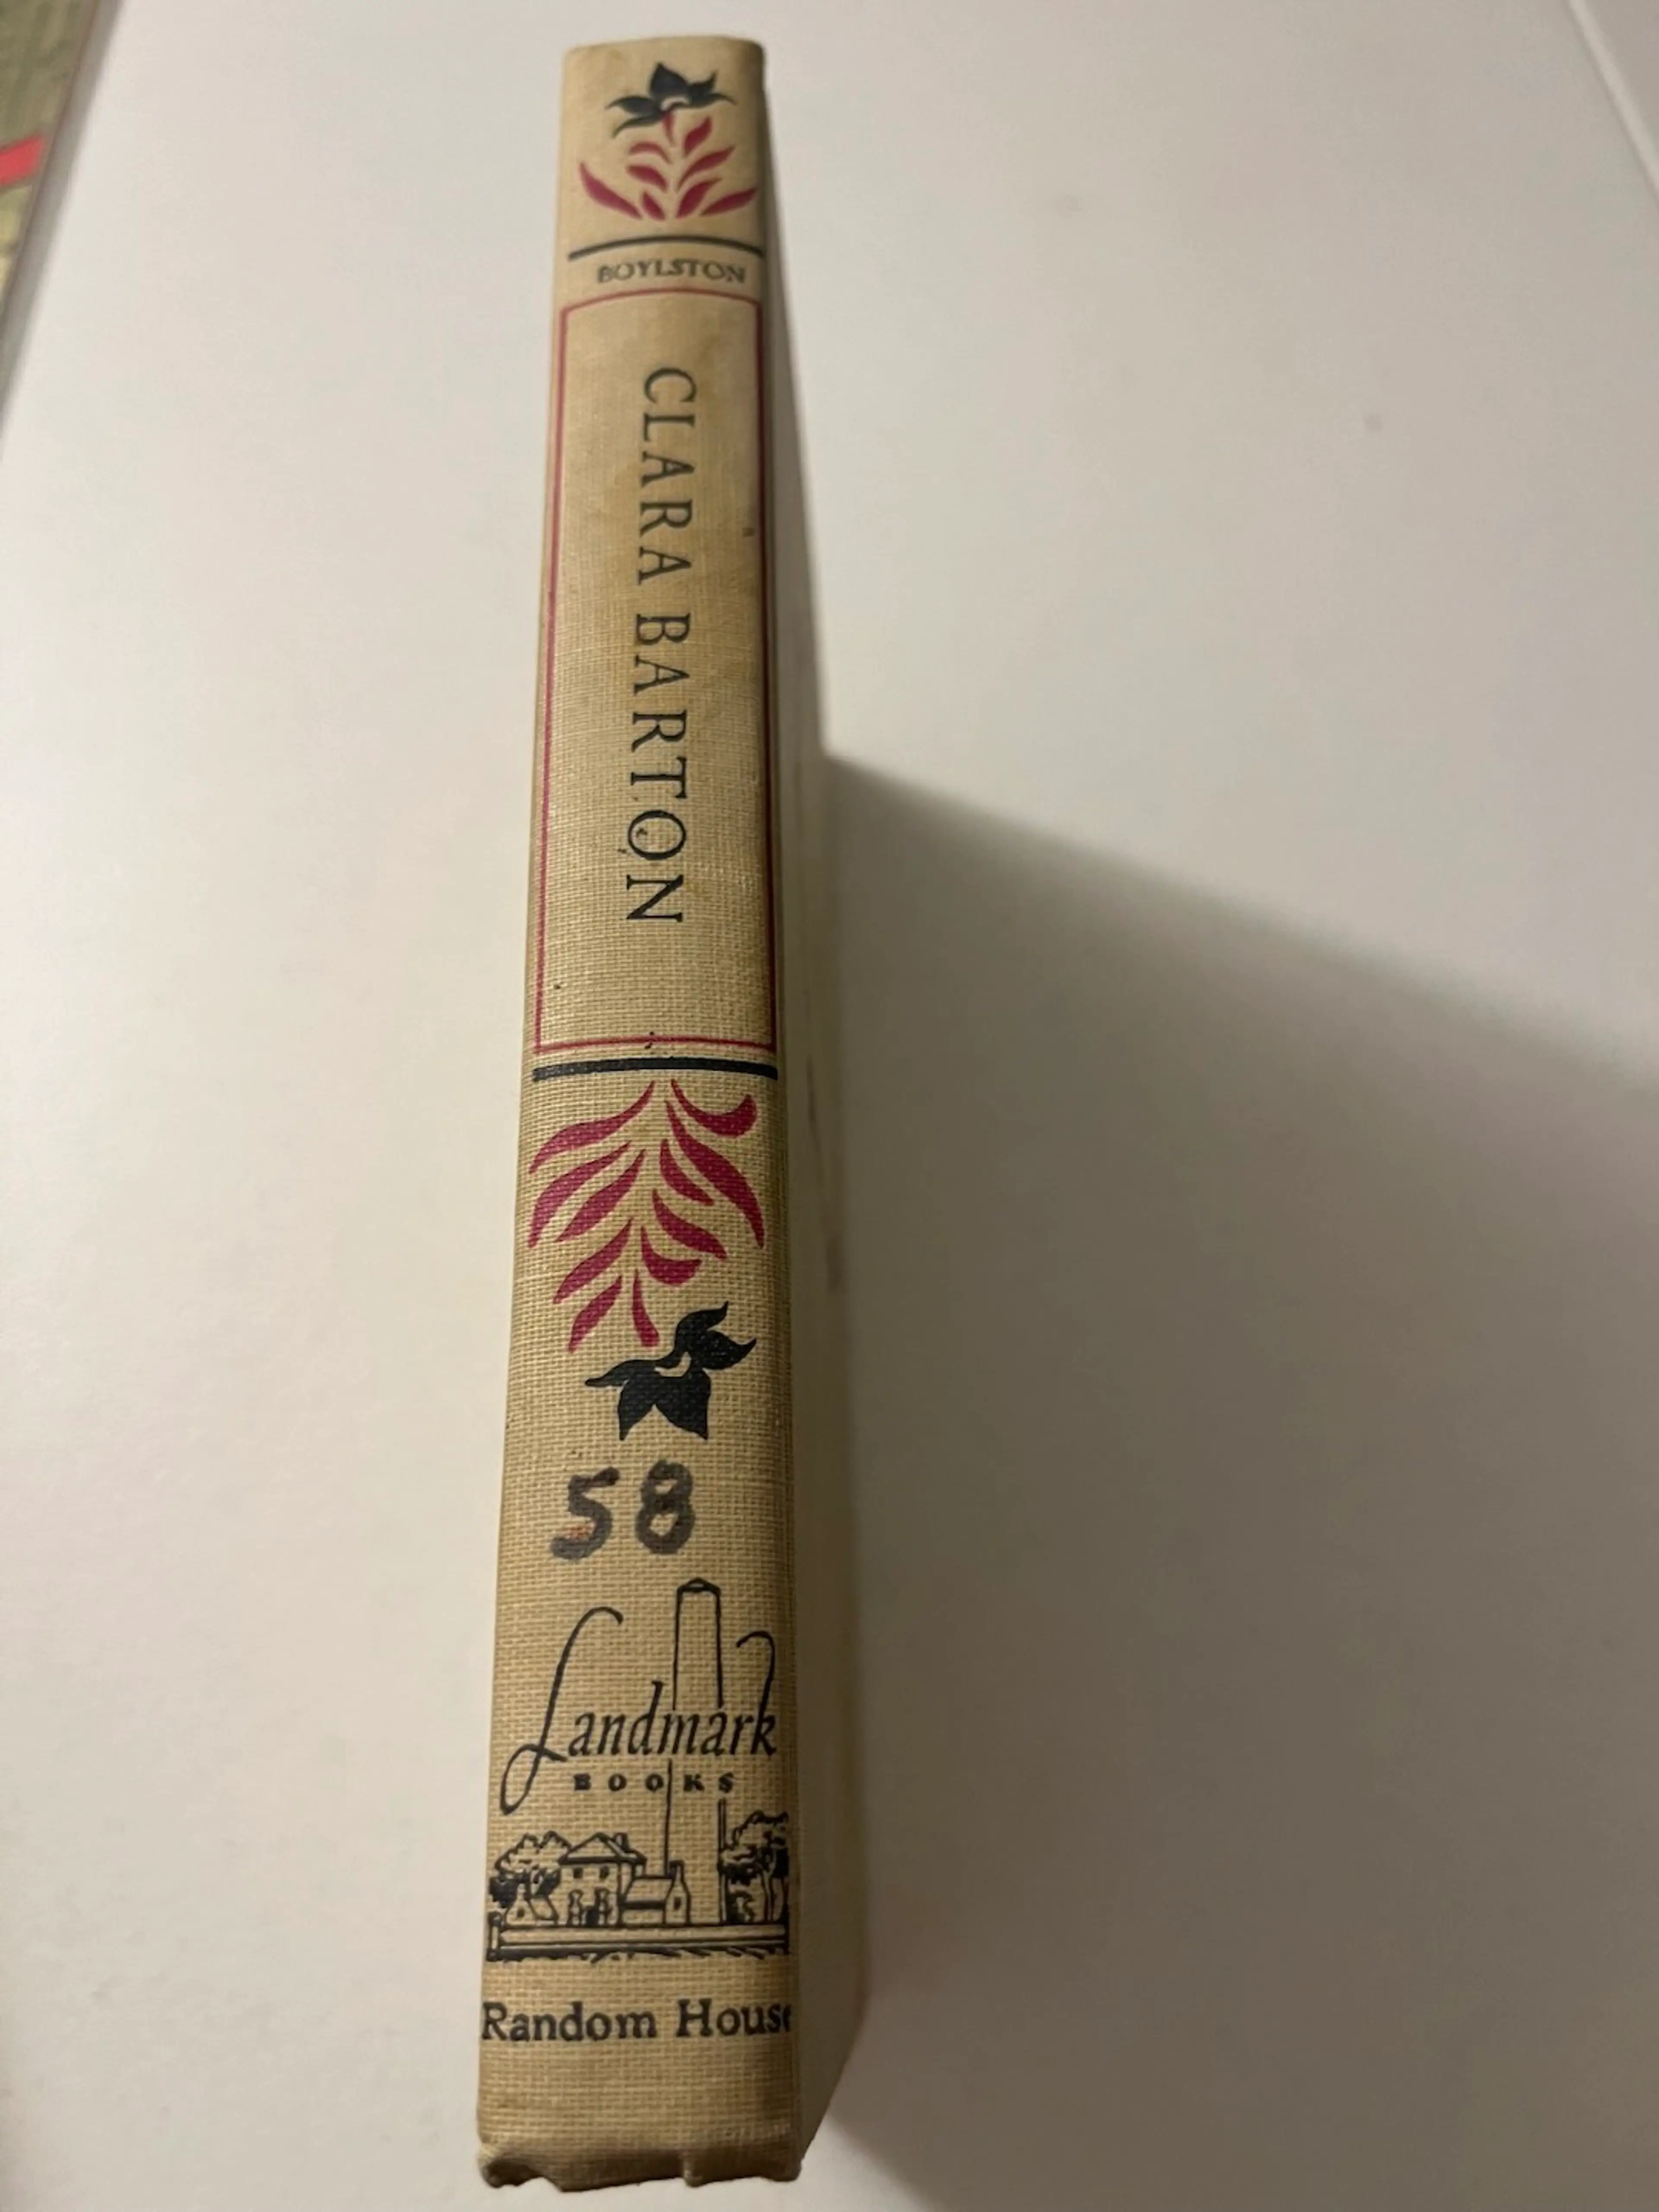 BOYLSTON
CLARA BARTON
58
Landmark
BOOKS
Random House